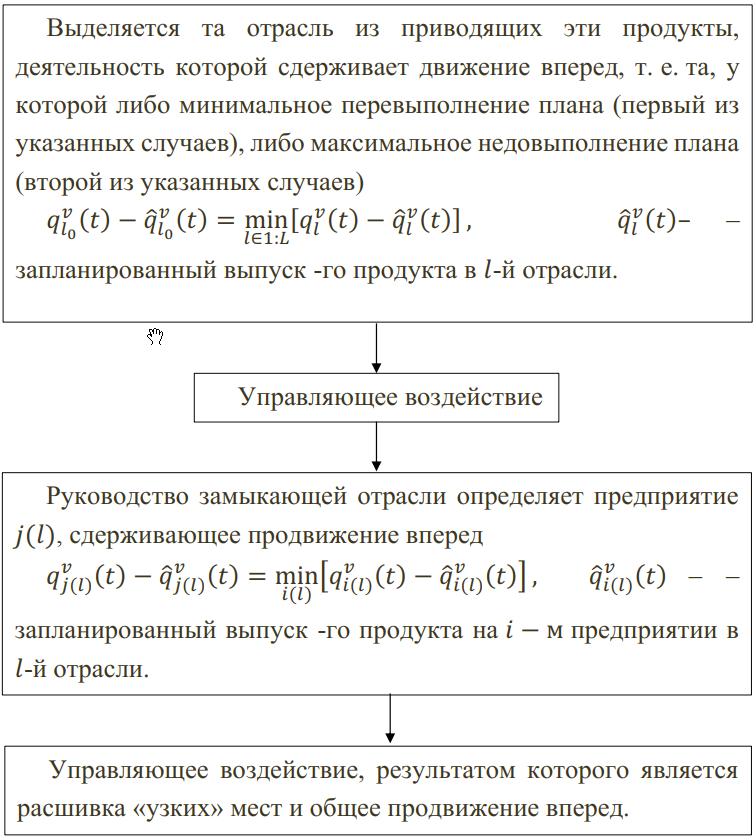 Выделяется та отрасль из приводящих эти продукты,
деятельность которой сдерживает движение вперед, т. е. та, у
которой либо минимальное перевыполнение плана (первый из
указанных случаев), либо максимальное недовыполнение плана
(второй из указанных случаев)
$q_{l_0}^v(t) - \hat{q}_{l_0}^v(t) = \min_{l \in 1:L}[q_l^v(t) - \hat{q}_l^v(t)]$, $\hat{q}_l^v(t)$– –
запланированный выпуск -го продукта в $l$-й отрасли.
Управляющее воздействие
Руководство замыкающей отрасли определяет предприятие
$j(l)$, сдерживающее продвижение вперед
$q_{j(l)}^v(t) - \hat{q}_{j(l)}^v(t) = \min_{i(l)}[q_{i(l)}^v(t) - \hat{q}_{i(l)}^v(t)]$, $\hat{q}_{i(l)}^v(t)$ – –
запланированный выпуск -го продукта на $i$ − м предприятии в
$l$-й отрасли.
Управляющее воздействие, результатом которого является
расшивка «узких» мест и общее продвижение вперед.